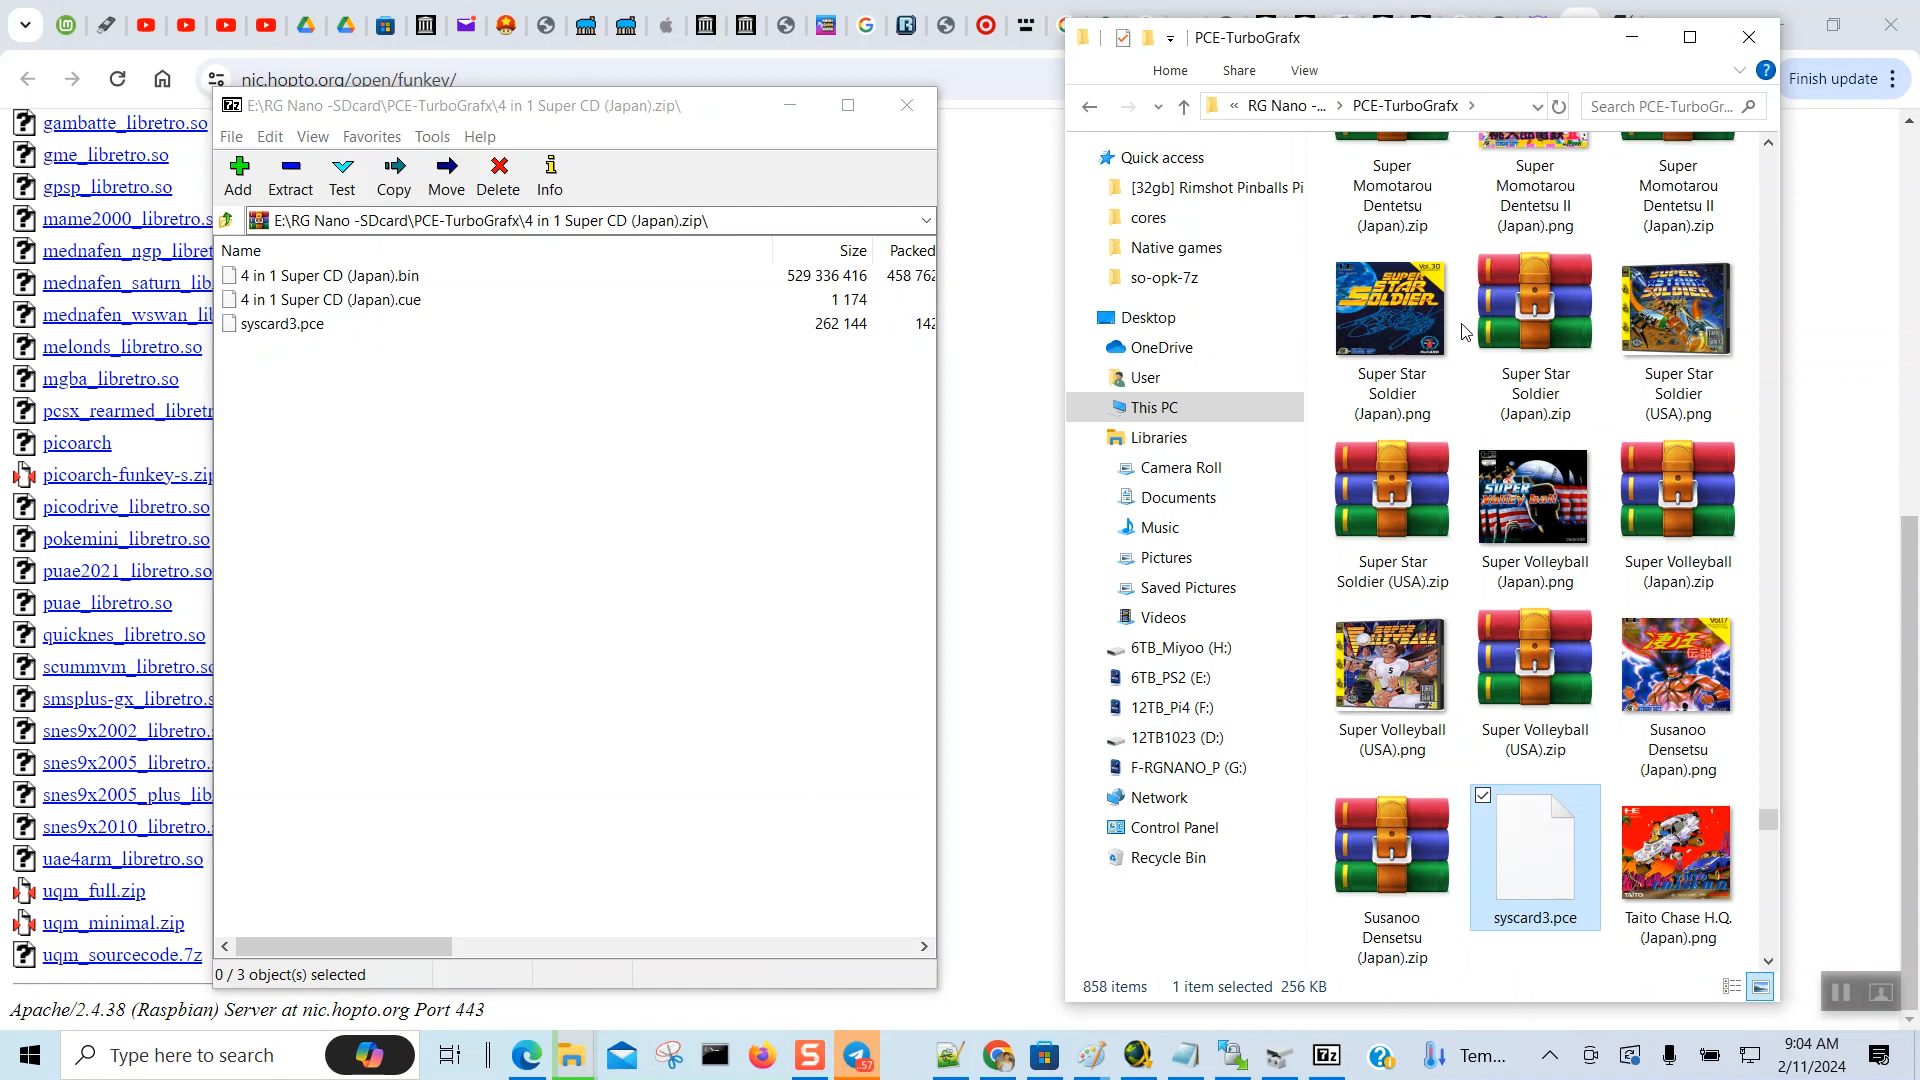 nic.hopto.org/open/funkey/
Finish update
gambatte_libretro.so
gme_libretro.so
gpsp_libretro.so
mame2000_libretro.s
mednafen_ngp_libret
mednafen_saturn_lib
mednafen_wswan_lib
melonds_libretro.so
mgba_libretro.so
pcsx_rearmed_libretr
picoarch
picoarch-funkey-s.zip
picodrive_libretro.so
pokemini_libretro.so
puae2021_libretro.so
puae_libretro.so
quicknes_libretro.so
scummvm_libretro.so
smsplus-gx_libretro.s
snes9x2002_libretro.
snes9x2005_libretro.
snes9x2005_plus_lib
snes9x2010_libretro.
uae4arm_libretro.so
uqm_full.zip
uqm_minimal.zip
uqm_sourcecode.7z
Apache/2.4.38 (Raspbian) Server at nic.hopto.org Port 443
7z E:\RG Nano -SDcard\PCE-TurboGrafx\4 in 1 Super CD (Japan).zip\
File Edit View Favorites Tools Help
Add Extract Test Copy Move Delete Info
E:\RG Nano -SDcard\PCE-TurboGrafx\4 in 1 Super CD (Japan).zip\
Name Size Packed
4 in 1 Super CD (Japan).bin 529 336 416 458 762
4 in 1 Super CD (Japan).cue 1 174
syscard3.pce 262 144 142
0 / 3 object(s) selected
PCE-TurboGrafx
Home Share View
« RG Nano -... > PCE-TurboGrafx >
Search PCE-TurboGr...
Quick access
[32gb] Rimshot Pinballs Pi
cores
Native games
so-opk-7z
Desktop
OneDrive
User
This PC
Libraries
Camera Roll
Documents
Music
Pictures
Saved Pictures
Videos
6TB_Miyoo (H:)
6TB_PS2 (E:)
12TB_Pi4 (F:)
12TB1023 (D:)
F-RGNANO_P (G:)
Network
Control Panel
Recycle Bin
Super Momotarou Dentetsu (Japan).zip
Super Momotarou Dentetsu II (Japan).png
Super Momotarou Dentetsu II (Japan).zip
Super Star Soldier (Japan).png
Super Star Soldier (Japan).zip
Super Star Soldier (USA).png
Super Star Soldier (USA).zip
Super Volleyball (Japan).png
Super Volleyball (Japan).zip
Super Volleyball (USA).png
Super Volleyball (USA).zip
Susanoo Densetsu (Japan).png
Susanoo Densetsu (Japan).zip
syscard3.pce
Taito Chase H.Q. (Japan).png
858 items 1 item selected 256 KB
Type here to search
57
Tem...
9:04 AM
2/11/2024